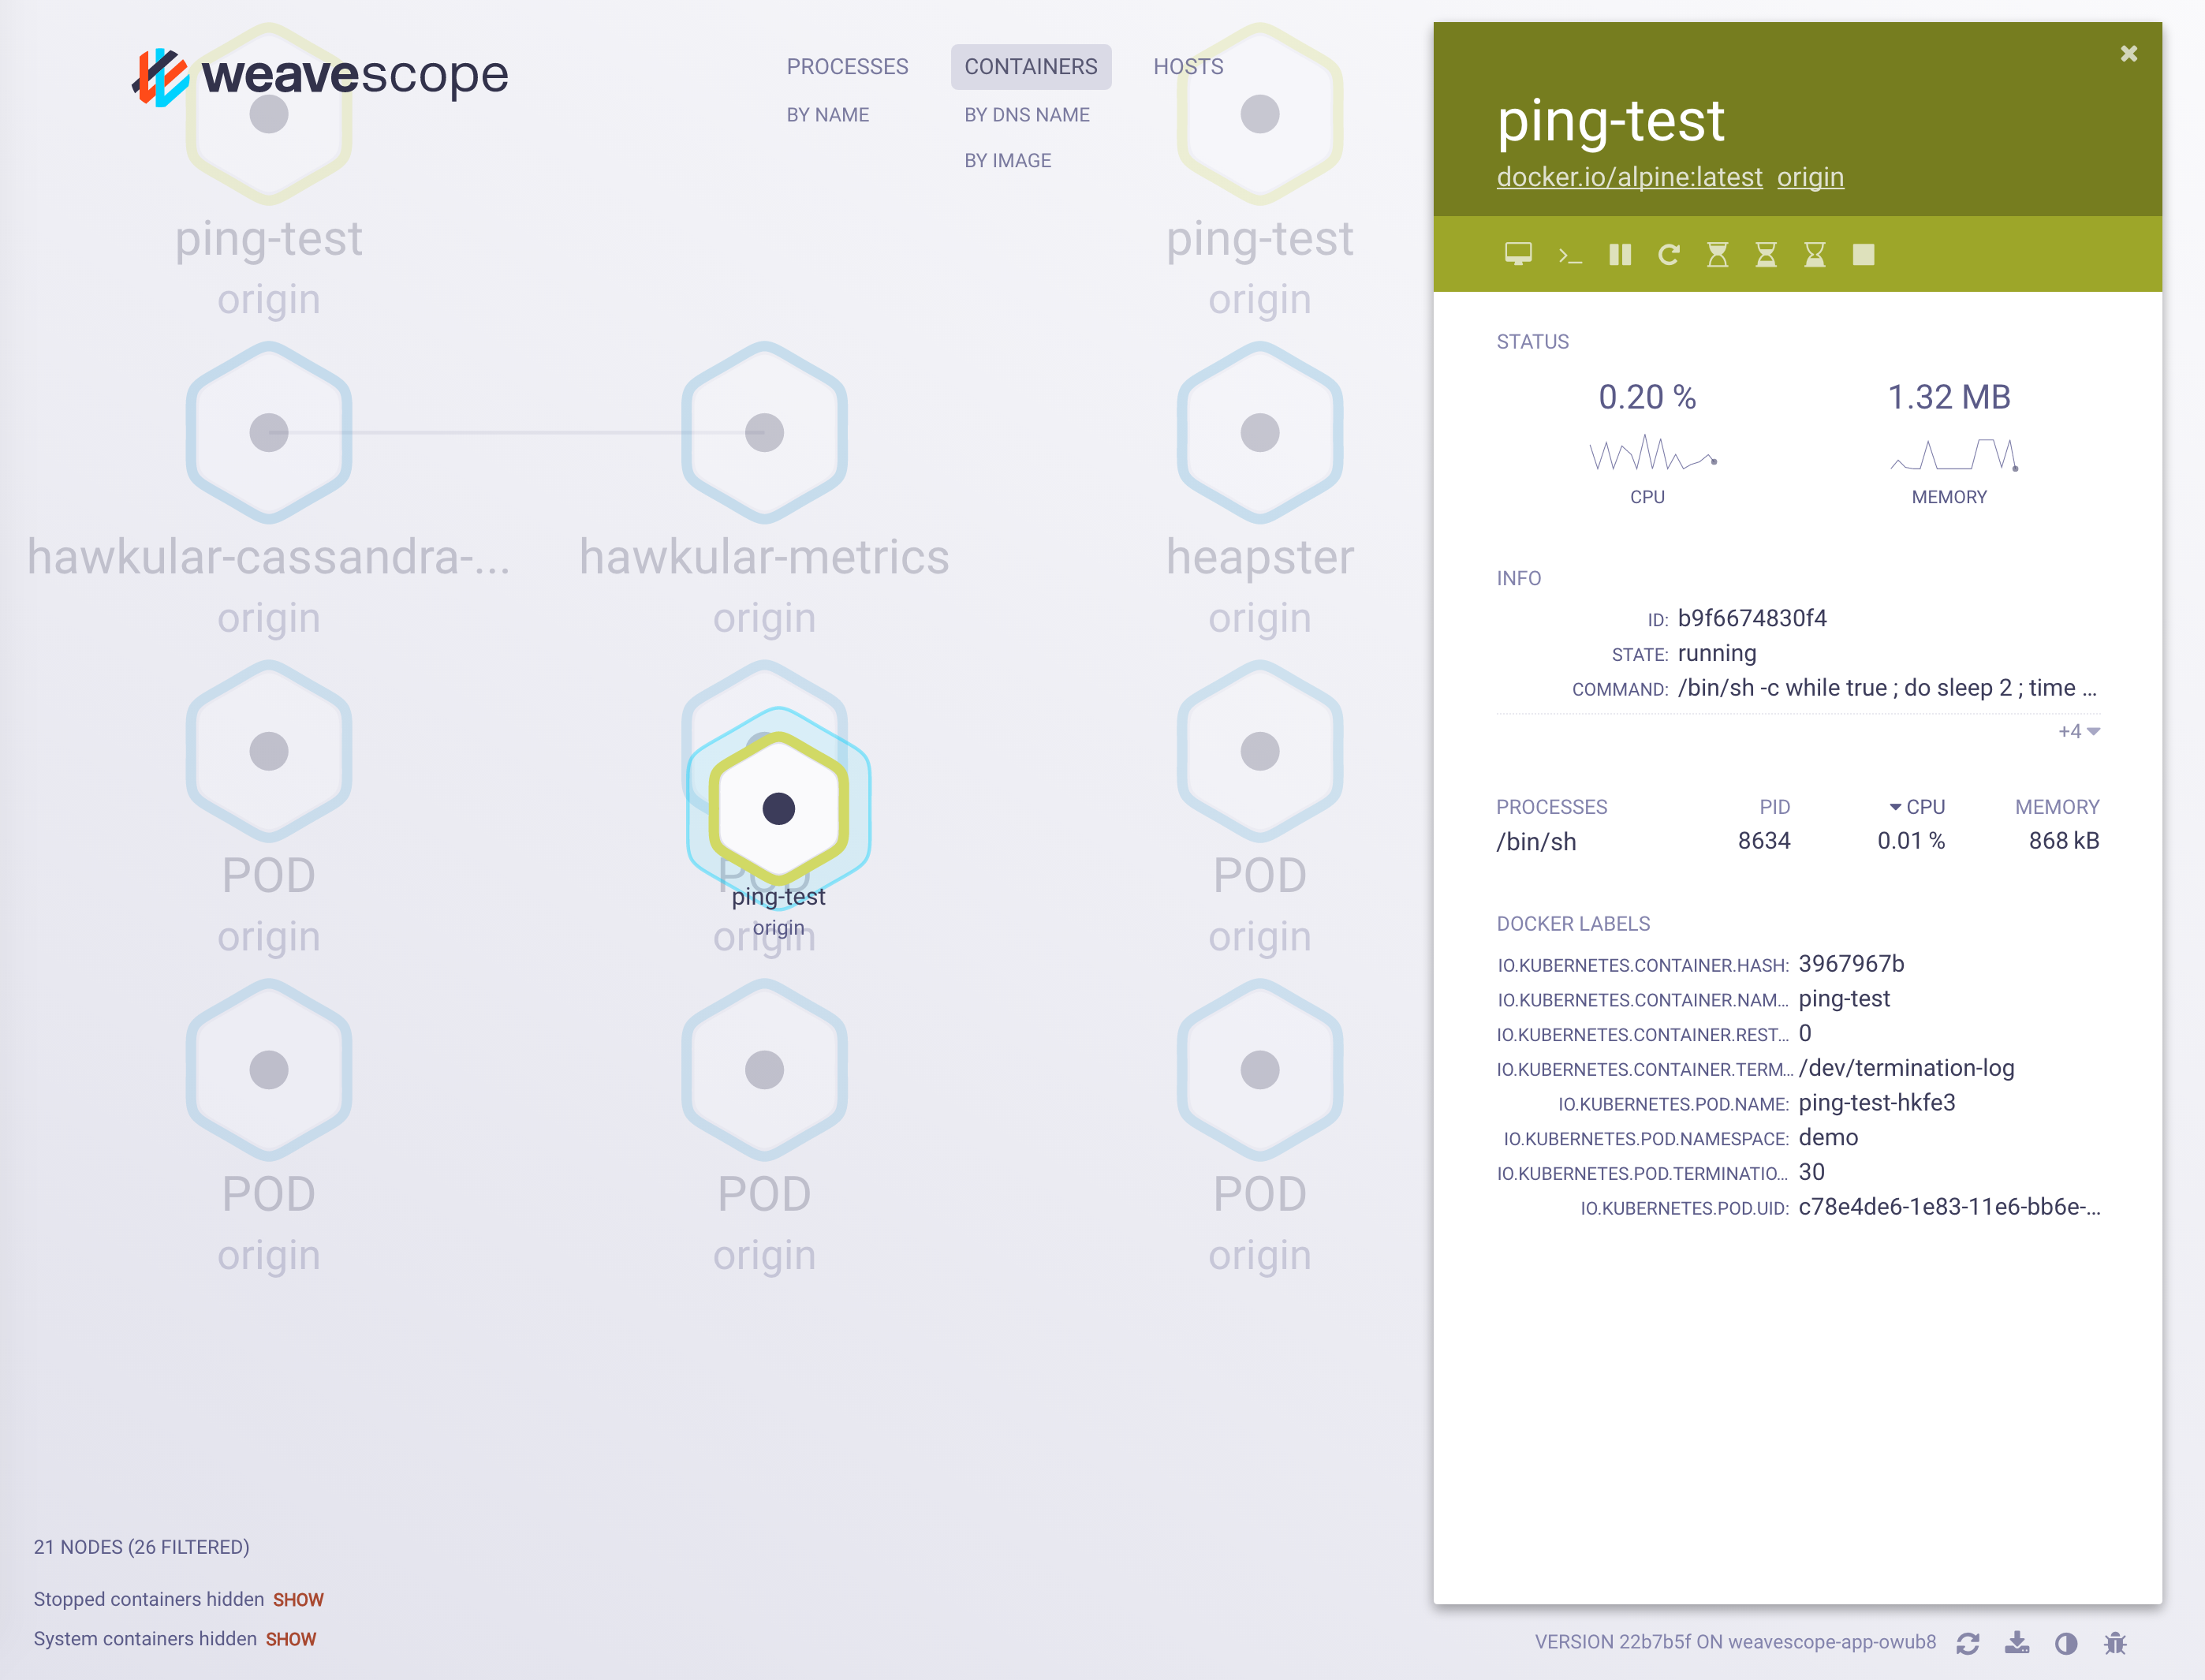 weavescope
PROCESSES
CONTAINERS
HOSTS
BY NAME
BY DNS NAME
BY IMAGE
ping-test
origin
ping-test
origin
hawkular-cassandra-...
origin
hawkular-metrics
origin
heapster
origin
POD
origin
POD
origin
ping-test
origin
POD
origin
POD
origin
POD
origin
POD
origin
21 NODES (26 FILTERED)
Stopped containers hidden SHOW
System containers hidden SHOW
ping-test
docker.io/alpine:latest origin
STATUS
0.20 % 1.32 MB
CPU MEMORY
INFO
ID: b9f6674830f4
STATE: running
COMMAND: /bin/sh -c while true ; do sleep 2 ; time ...
+4
PROCESSES PID CPU MEMORY
/bin/sh 8634 0.01 % 868 kB
DOCKER LABELS
IO.KUBERNETES.CONTAINER.HASH: 3967967b
IO.KUBERNETES.CONTAINER.NAM... ping-test
IO.KUBERNETES.CONTAINER.REST... 0
IO.KUBERNETES.CONTAINER.TERM... /dev/termination-log
IO.KUBERNETES.POD.NAME: ping-test-hkfe3
IO.KUBERNETES.POD.NAMESPACE: demo
IO.KUBERNETES.POD.TERMINATIO... 30
IO.KUBERNETES.POD.UID: c78e4de6-1e83-11e6-bb6e-...
VERSION 22b7b5f ON weavescope-app-owub8